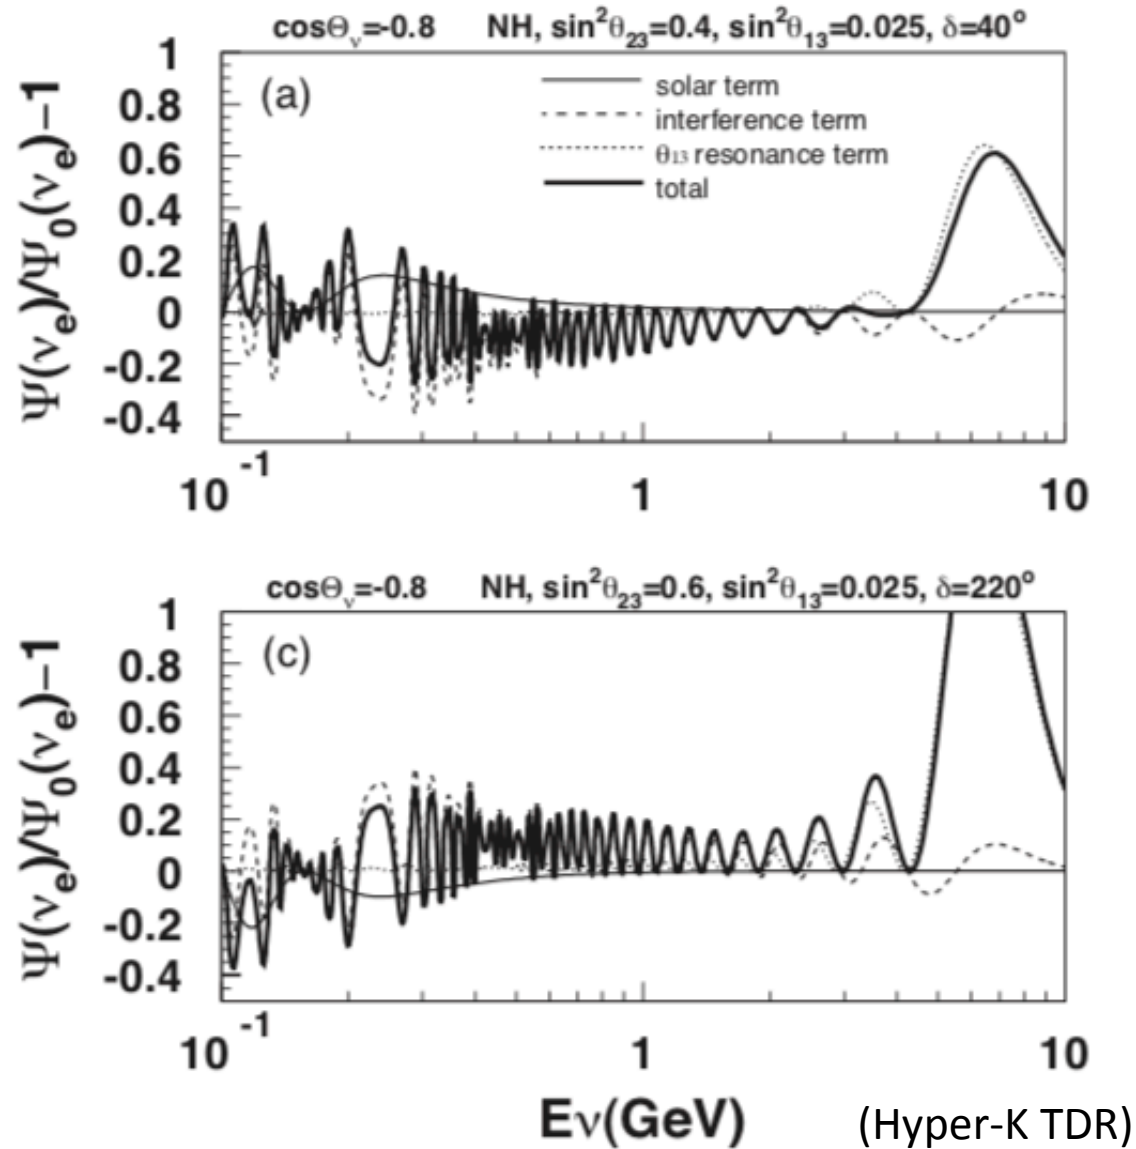 cosΘν=-0.8 NH, sin²θ₂₃=0.4, sin²θ₁₃=0.025, δ=40°
Ψ(νe)/Ψ0(νe)−1
1
0.8
0.6
0.4
0.2
0
-0.2
-0.4
(a)
solar term
interference term
θ₁₃ resonance term
total
10⁻¹ 1 10
cosΘν=-0.8 NH, sin²θ₂₃=0.6, sin²θ₁₃=0.025, δ=220°
Ψ(νe)/Ψ0(νe)−1
1
0.8
0.6
0.4
0.2
0
-0.2
-0.4
(c)
10⁻¹ 1 10
Eν(GeV) (Hyper-K TDR)